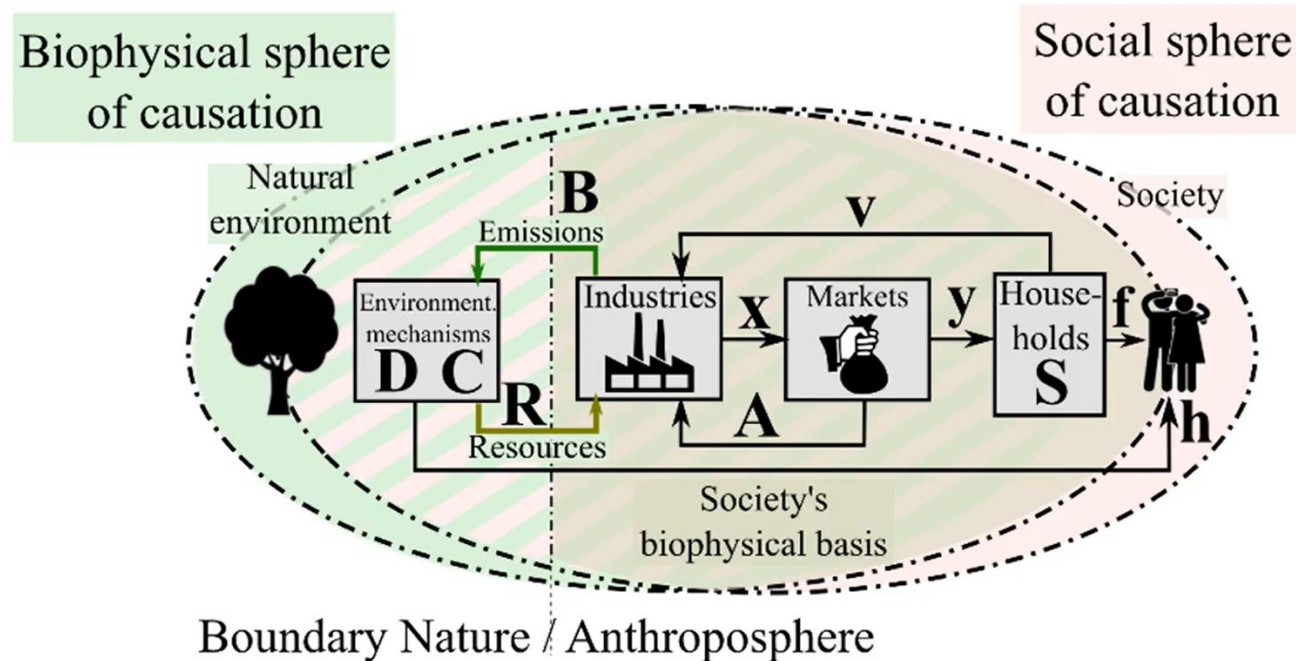 Biophysical sphere
of causation
Social sphere
of causation
Natural
environment
Society
B
Emissions
v
Environment.
mechanisms
D C
Industries
x
Markets
y
House-
holds
S
f
R
Resources
A
h
Society's
biophysical basis
Boundary Nature / Anthroposphere